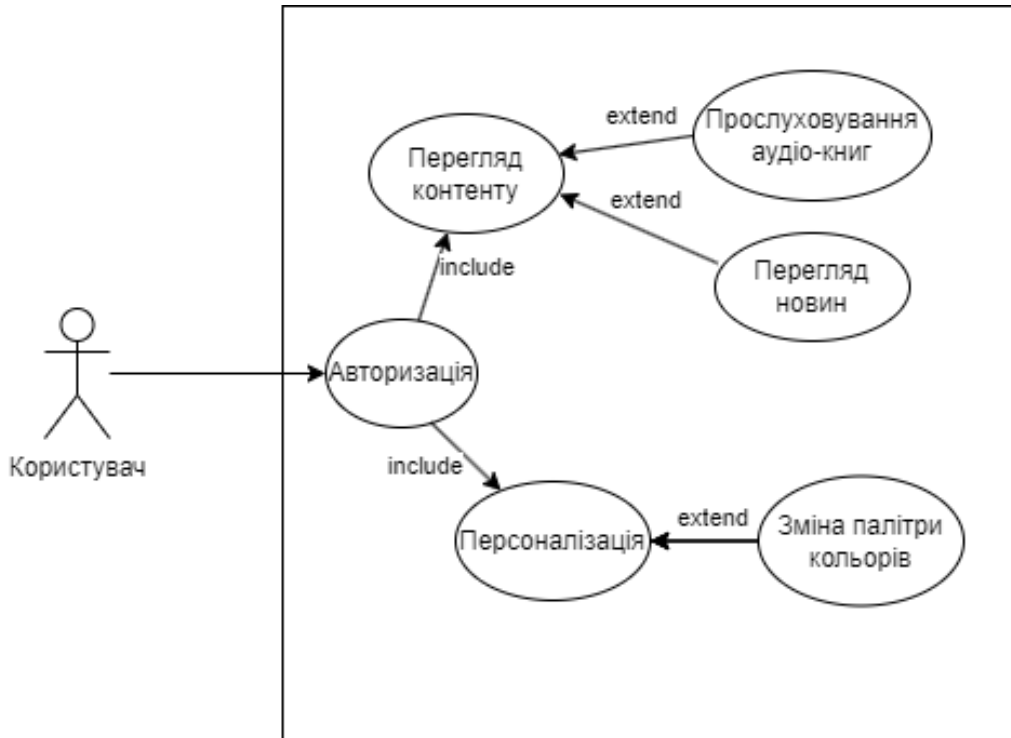 extend
Прослуховування
аудіо-книг
Перегляд
контенту
extend
Перегляд
новин
include
Авторизація
Користувач
include
extend
Персоналізація
Зміна палітри
кольорів